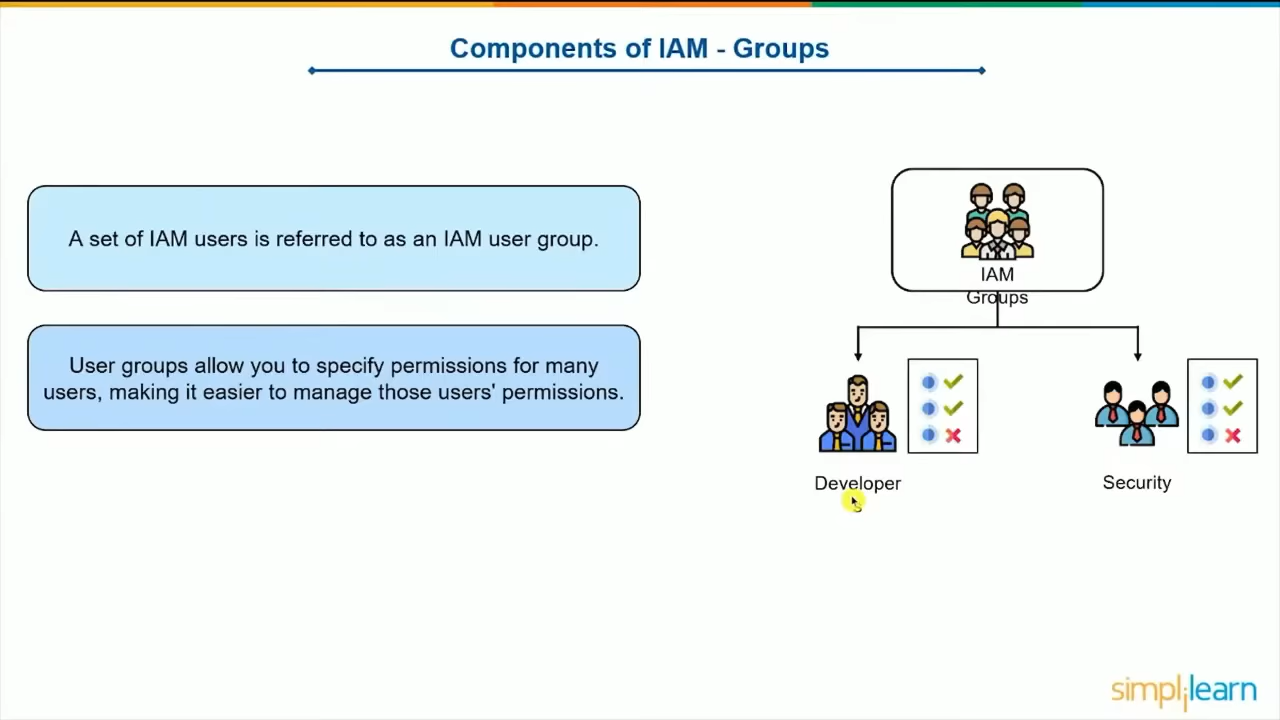 Components of IAM - Groups
A set of IAM users is referred to as an IAM user group.
User groups allow you to specify permissions for many
users, making it easier to manage those users' permissions.
IAM
Groups
Developer
s
Security
simplilearn